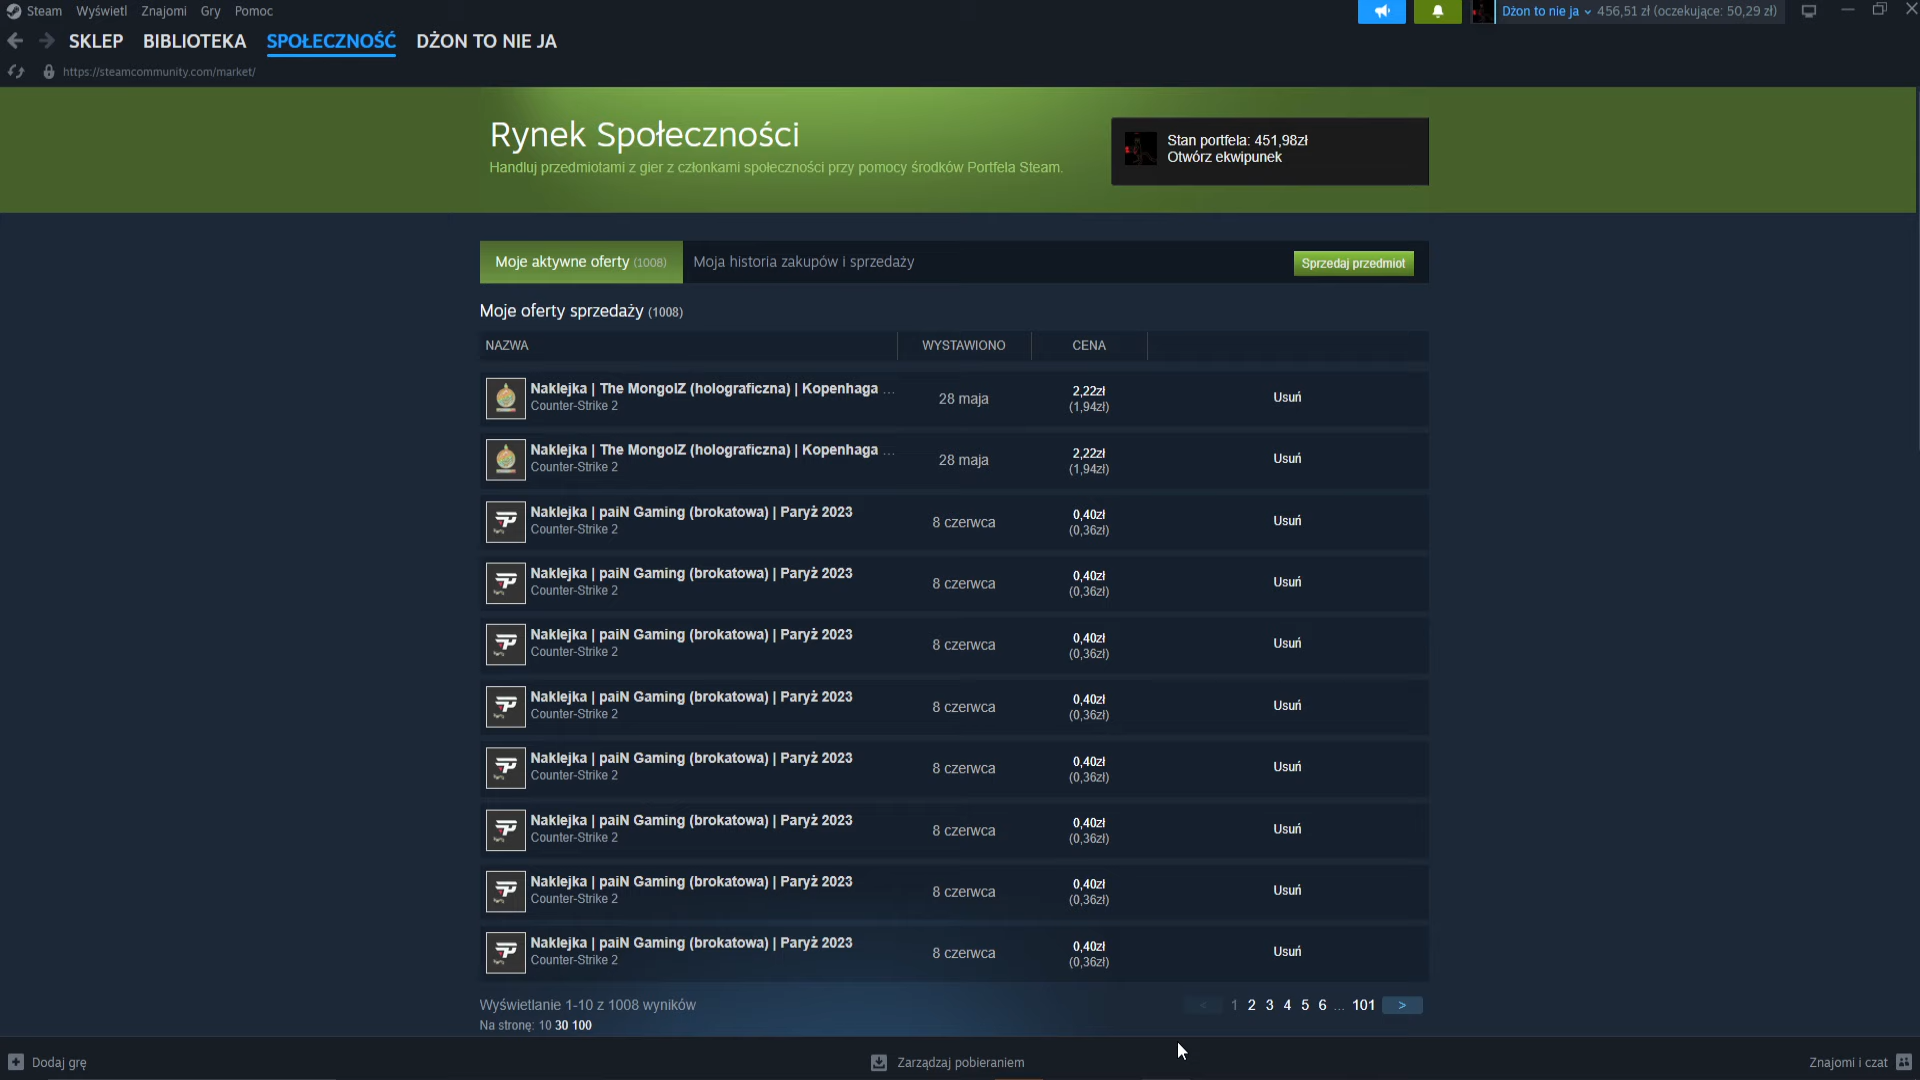 Steam Wyświetl Znajomi Gry Pomoc
Dżon to nie ja 456,51 zł (oczekujące: 50,29 zł)
SKLEP BIBLIOTEKA SPOŁECZNOŚĆ DŻON TO NIE JA
https://steamcommunity.com/market/
Rynek Społeczności
Handluj przedmiotami z gier z członkami społeczności przy pomocy środków Portfela Steam.
Stan portfela: 451,98zł
Otwórz ekwipunek
Moje aktywne oferty (1008) Moja historia zakupów i sprzedaży Sprzedaj przedmiot
Moje oferty sprzedaży (1008)
NAZWA WYSTAWIONO CENA
Naklejka | The MongolZ (holograficzna) | Kopenhaga ...
Counter-Strike 2
28 maja
2,22zł
(1,94zł)
Usuń
Naklejka | The MongolZ (holograficzna) | Kopenhaga ...
Counter-Strike 2
28 maja
2,22zł
(1,94zł)
Usuń
Naklejka | paiN Gaming (brokatowa) | Paryż 2023
Counter-Strike 2
8 czerwca
0,40zł
(0,36zł)
Usuń
Naklejka | paiN Gaming (brokatowa) | Paryż 2023
Counter-Strike 2
8 czerwca
0,40zł
(0,36zł)
Usuń
Naklejka | paiN Gaming (brokatowa) | Paryż 2023
Counter-Strike 2
8 czerwca
0,40zł
(0,36zł)
Usuń
Naklejka | paiN Gaming (brokatowa) | Paryż 2023
Counter-Strike 2
8 czerwca
0,40zł
(0,36zł)
Usuń
Naklejka | paiN Gaming (brokatowa) | Paryż 2023
Counter-Strike 2
8 czerwca
0,40zł
(0,36zł)
Usuń
Naklejka | paiN Gaming (brokatowa) | Paryż 2023
Counter-Strike 2
8 czerwca
0,40zł
(0,36zł)
Usuń
Naklejka | paiN Gaming (brokatowa) | Paryż 2023
Counter-Strike 2
8 czerwca
0,40zł
(0,36zł)
Usuń
Naklejka | paiN Gaming (brokatowa) | Paryż 2023
Counter-Strike 2
8 czerwca
0,40zł
(0,36zł)
Usuń
Wyświetlanie 1-10 z 1008 wyników
< 1 2 3 4 5 6 ... 101 >
Na stronę: 10 30 100
Dodaj grę Zarządzaj pobieraniem Znajomi i czat